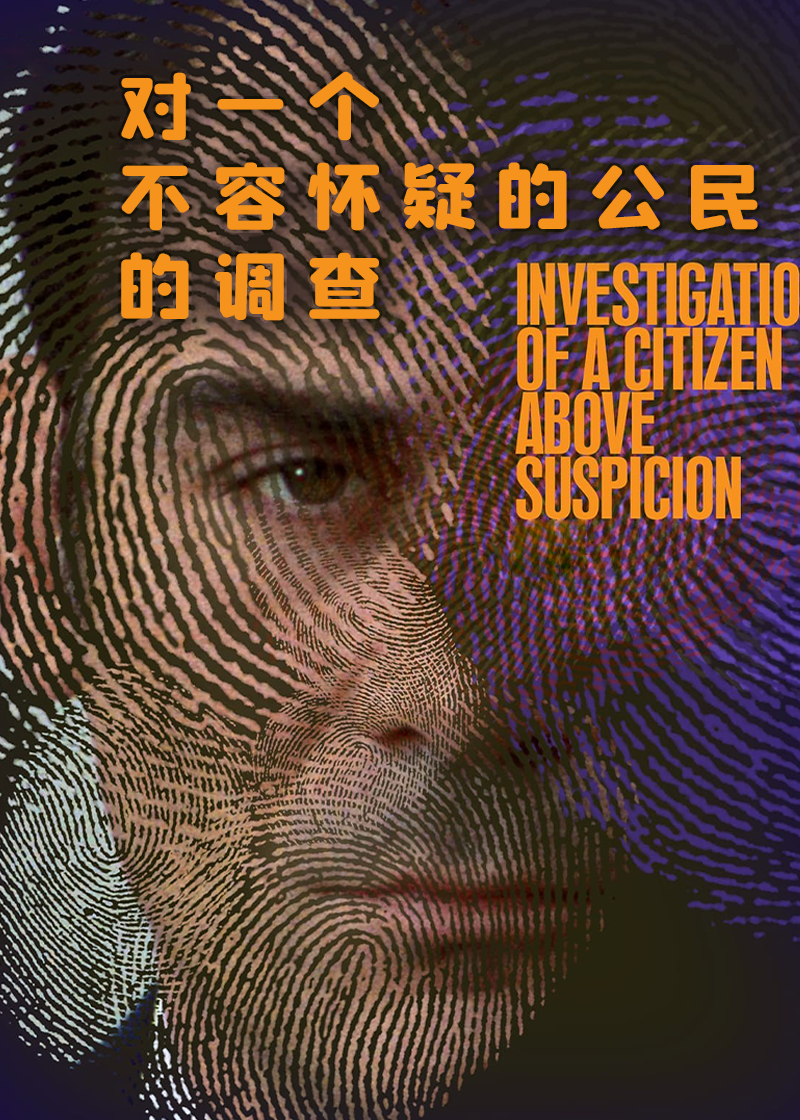 对一个
不容怀疑的公民
的调查
INVESTIGATIO
OF A CITIZEN
ABOVE
SUSPICION